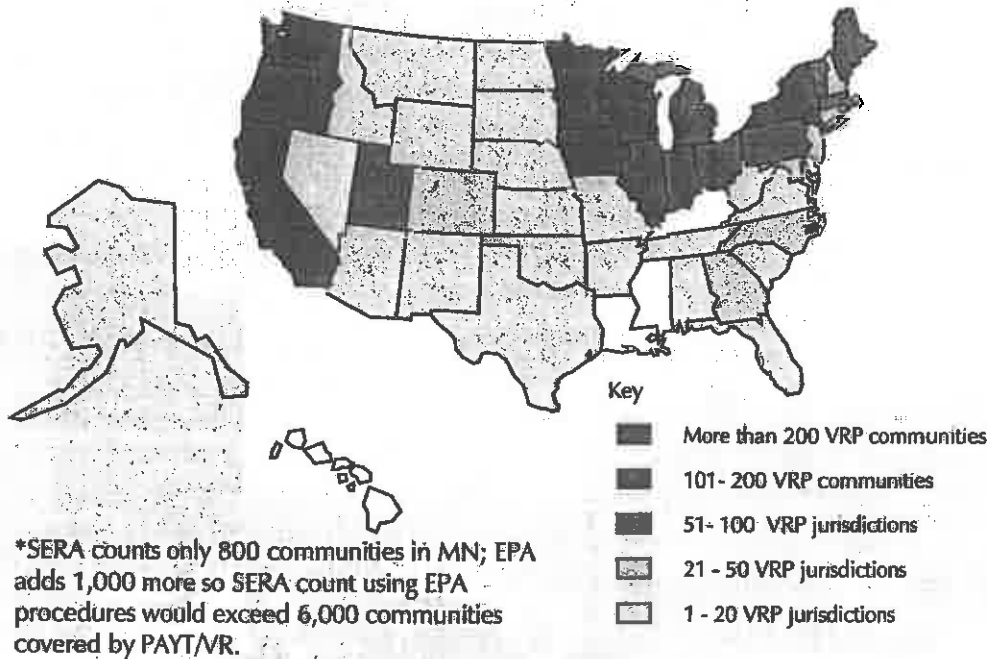 Key
More than 200 VRP communities
101- 200 VRP communities
51- 100 VRP jurisdictions
21 - 50 VRP jurisdictions
1 - 20 VRP jurisdictions
*SERA counts only 800 communities in MN; EPA
adds 1,000 more so SERA count using EPA
procedures would exceed 6,000 communities
covered by PAYT/VR.